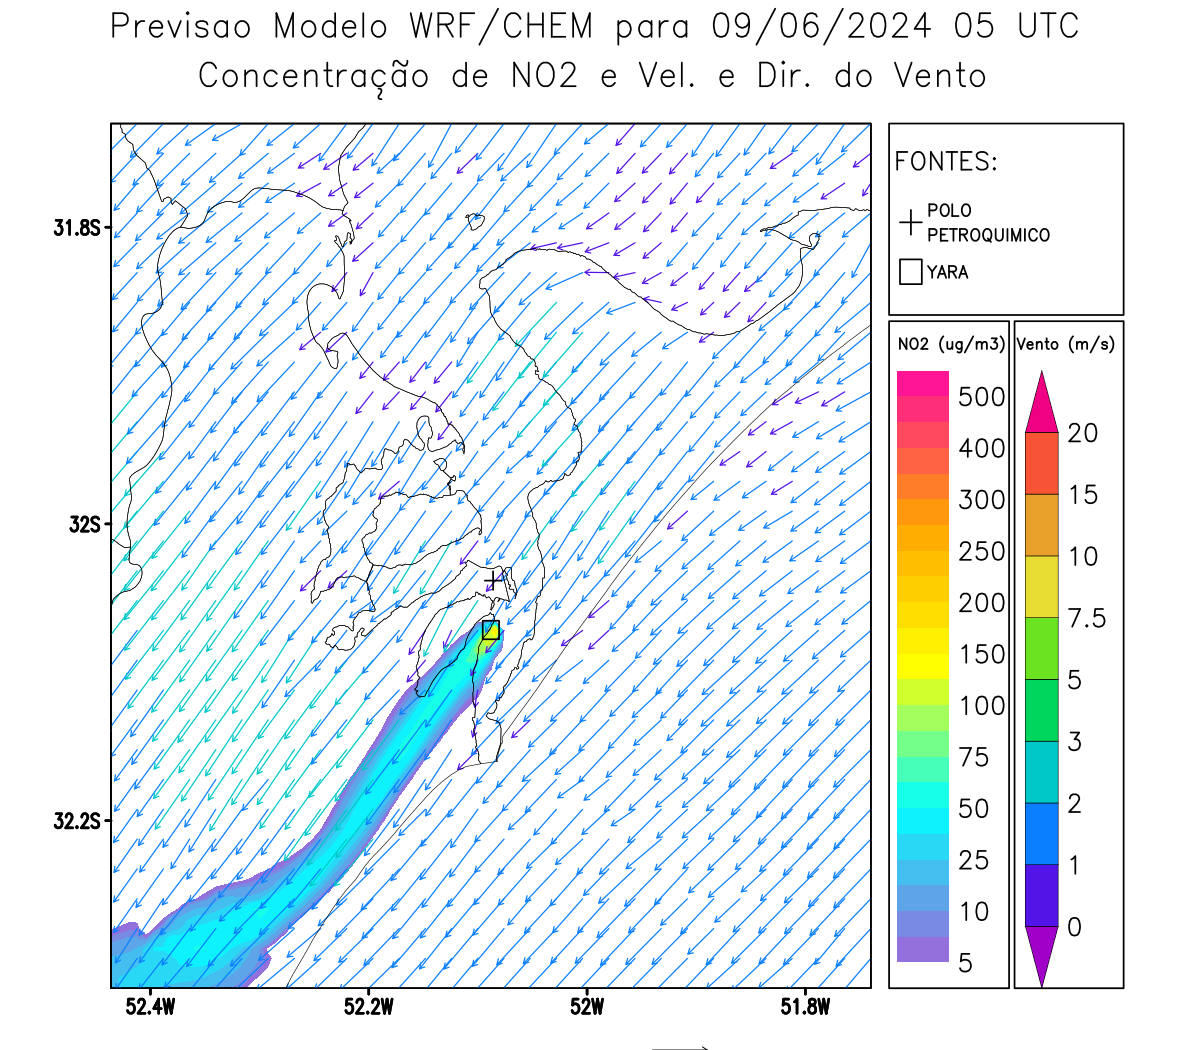 Previsao Modelo WRF/CHEM para 09/06/2024 05 UTC
Concentração de NO2 e Vel. e Dir. do Vento
FONTES:
POLO
PETROQUIMICO
YARA
NO2 (ug/m3)
500
400
300
250
200
150
100
75
50
25
10
5
Vento (m/s)
20
15
10
7.5
5
3
2
1
0
31.8S
32S
32.2S
52.4W
52.2W
52W
51.8W